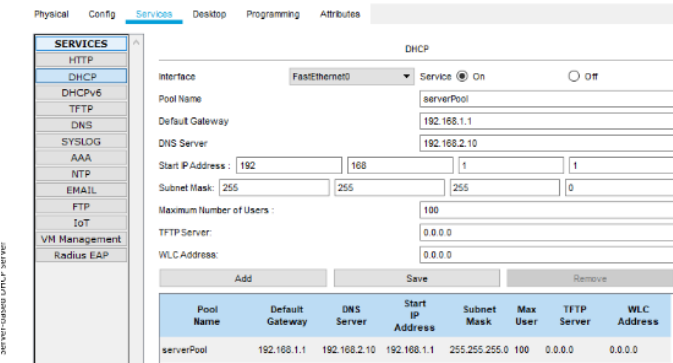 Physical Config Services Desktop Programming Attributes
SERVICES
HTTP
DHCP
DHCPv6
TFTP
DNS
SYSLOG
AAA
NTP
EMAIL
FTP
IoT
VM Management
Radius EAP
DHCP
Interface FastEthernet0 Service On Off
Pool Name serverPool
Default Gateway 192.168.1.1
DNS Server 192.168.2.10
Start IP Address : 192 168 1 1
Subnet Mask: 255 255 255 0
Maximum Number of Users : 100
TFTP Server: 0.0.0.0
WLC Address: 0.0.0.0
Add Save Remove
Pool Name Default Gateway DNS Server Start IP Address Subnet Mask Max User TFTP Server WLC Address
serverPool 192.168.1.1 192.168.2.10 192.168.1.1 255.255.255.0 100 0.0.0.0 0.0.0.0
server-based DHCP server